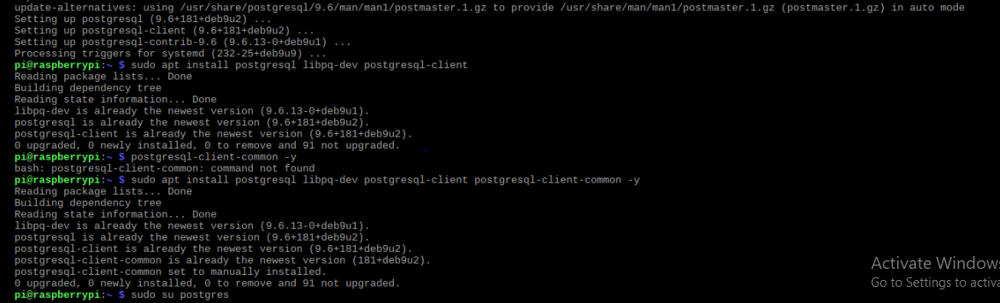 update-alternatives: using /usr/share/postgresql/9.6/man/man1/postmaster.1.gz to provide /usr/share/man/man1/postmaster.1.gz (postmaster.1.gz) in auto mode
Setting up postgresql (9.6+181+deb9u2) ...
Setting up postgresql-client (9.6+181+deb9u2) ...
Setting up postgresql-contrib-9.6 (9.6.13-0+deb9u1) ...
Processing triggers for systemd (232-25+deb9u9) ...
pi@raspberrypi:~ $ sudo apt install postgresql libpq-dev postgresql-client
Reading package lists... Done
Building dependency tree
Reading state information... Done
libpq-dev is already the newest version (9.6.13-0+deb9u1).
postgresql is already the newest version (9.6+181+deb9u2).
postgresql-client is already the newest version (9.6+181+deb9u2).
0 upgraded, 0 newly installed, 0 to remove and 91 not upgraded.
pi@raspberrypi:~ $ postgresql-client-common -y
bash: postgresql-client-common: command not found
pi@raspberrypi:~ $ sudo apt install postgresql libpq-dev postgresql-client postgresql-client-common -y
Reading package lists... Done
Building dependency tree
Reading state information... Done
libpq-dev is already the newest version (9.6.13-0+deb9u1).
postgresql is already the newest version (9.6+181+deb9u2).
postgresql-client is already the newest version (9.6+181+deb9u2).
postgresql-client-common is already the newest version (181+deb9u2).
postgresql-client-common set to manually installed.
0 upgraded, 0 newly installed, 0 to remove and 91 not upgraded.
pi@raspberrypi:~ $ sudo su postgres
Activate Windows
Go to Settings to activa